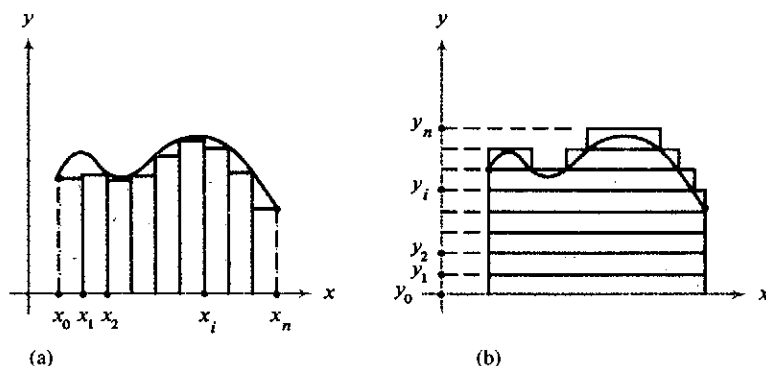 y
x₀ x₁ x₂ xᵢ xₙ x
(a)
y
yₙ
yᵢ
y₂
y₁
y₀ x
(b)